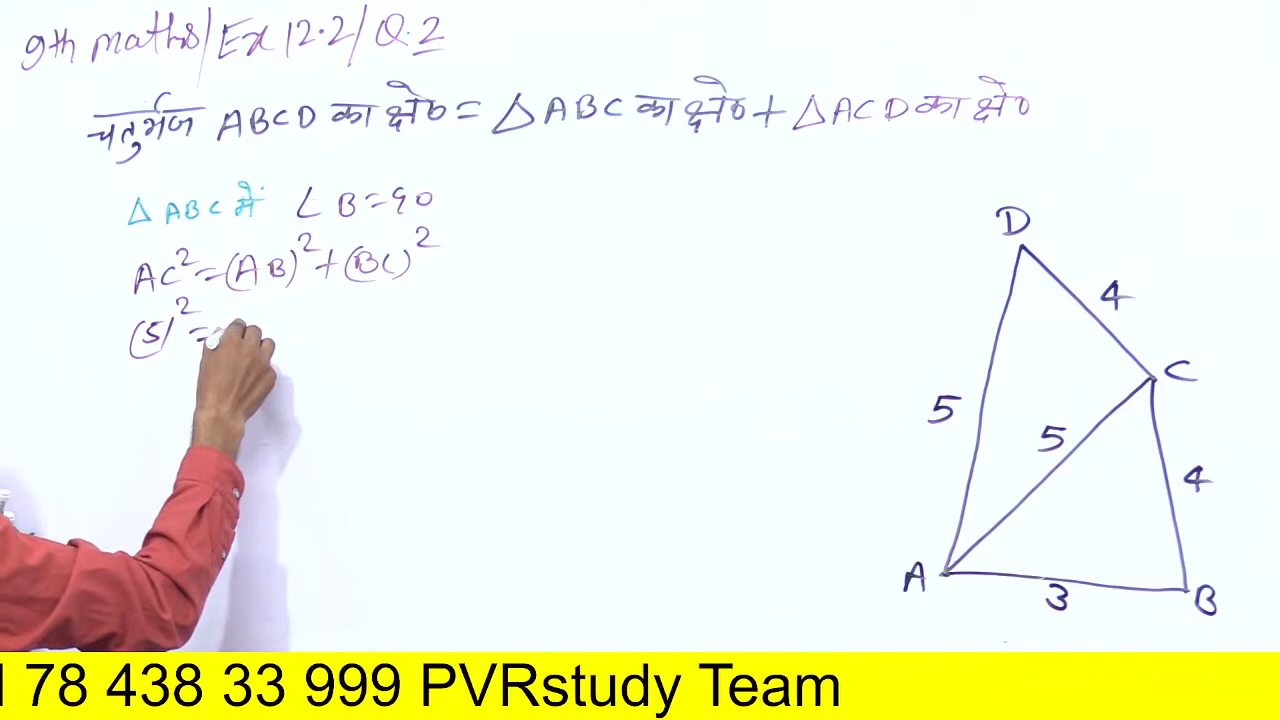 9th maths/Ex 12.2/Q.2
चतुर्भुज ABCD का क्षे० = △ ABC का क्षे० + △ ACD का क्षे०
△ ABC में ∠ B = 90
AC² = (AB)² + (BC)²
(5)² =
D
4
C
5
5
4
A
3
B
78 438 33 999 PVRstudy Team